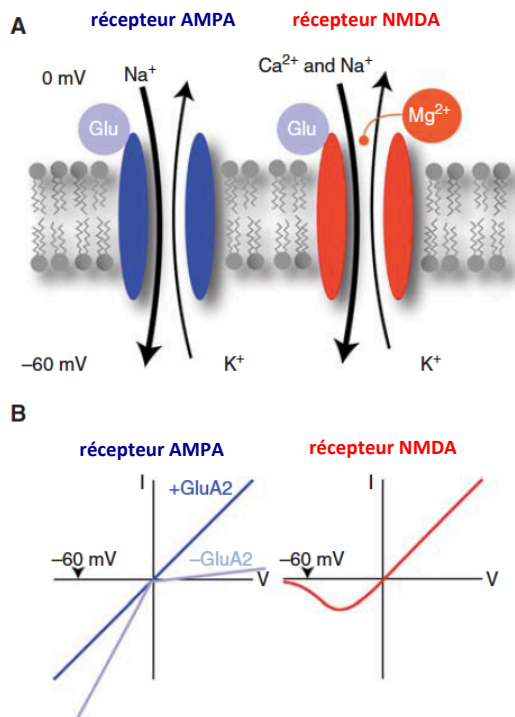 A
récepteur AMPA
récepteur NMDA
0 mV
Na⁺
Ca²⁺ and Na⁺
Glu
Glu
Mg²⁺
–60 mV
K⁺
K⁺
B
récepteur AMPA
récepteur NMDA
I
+GluA2
I
–60 mV
–GluA2
V
–60 mV
V